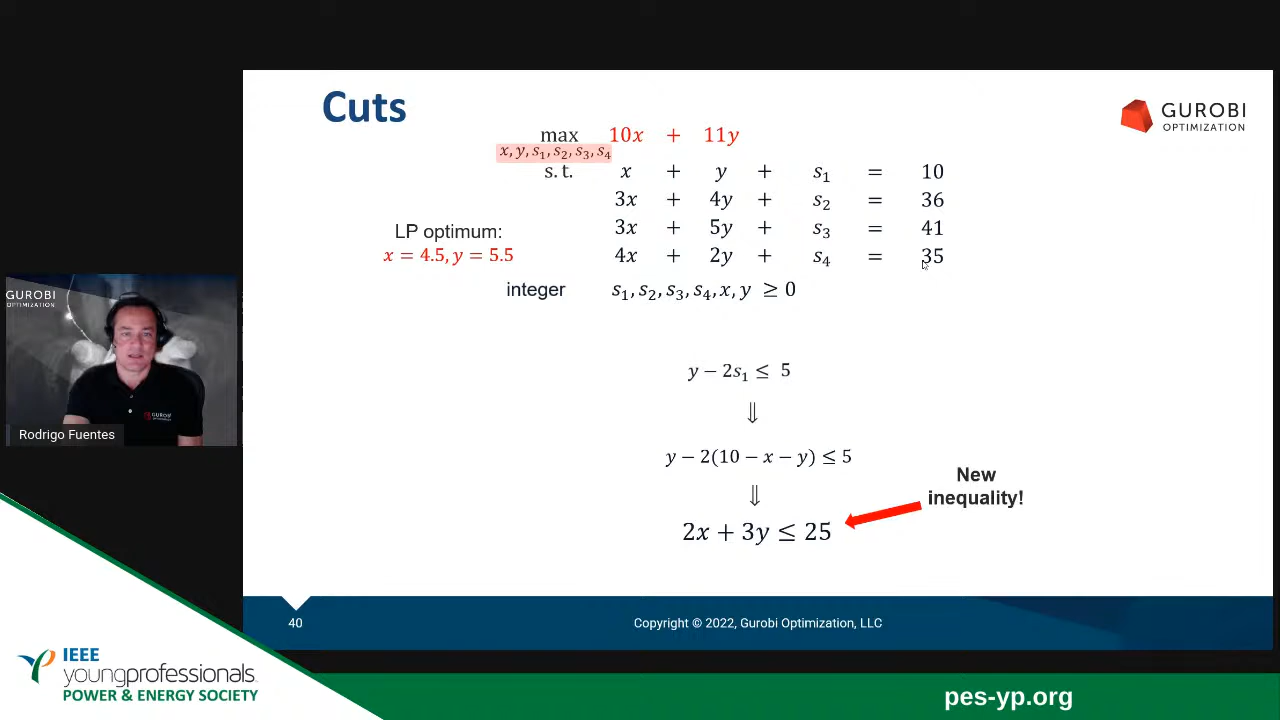 Cuts
GUROBI
OPTIMIZATION
max 10x + 11y
x, y, s₁, s₂, s₃, s₄
s. t. x + y + s₁ = 10
3x + 4y + s₂ = 36
3x + 5y + s₃ = 41
4x + 2y + s₄ = 35
LP optimum:
x = 4.5, y = 5.5
integer s₁, s₂, s₃, s₄, x, y ≥ 0
y − 2s₁ ≤ 5
⇓
y − 2(10 − x − y) ≤ 5
⇓
2x + 3y ≤ 25
New
inequality!
GUROBI
OPTIMIZATION
GUROBI
Rodrigo Fuentes
40
Copyright © 2022, Gurobi Optimization, LLC
IEEE
youngprofessionals
POWER & ENERGY SOCIETY
pes-yp.org